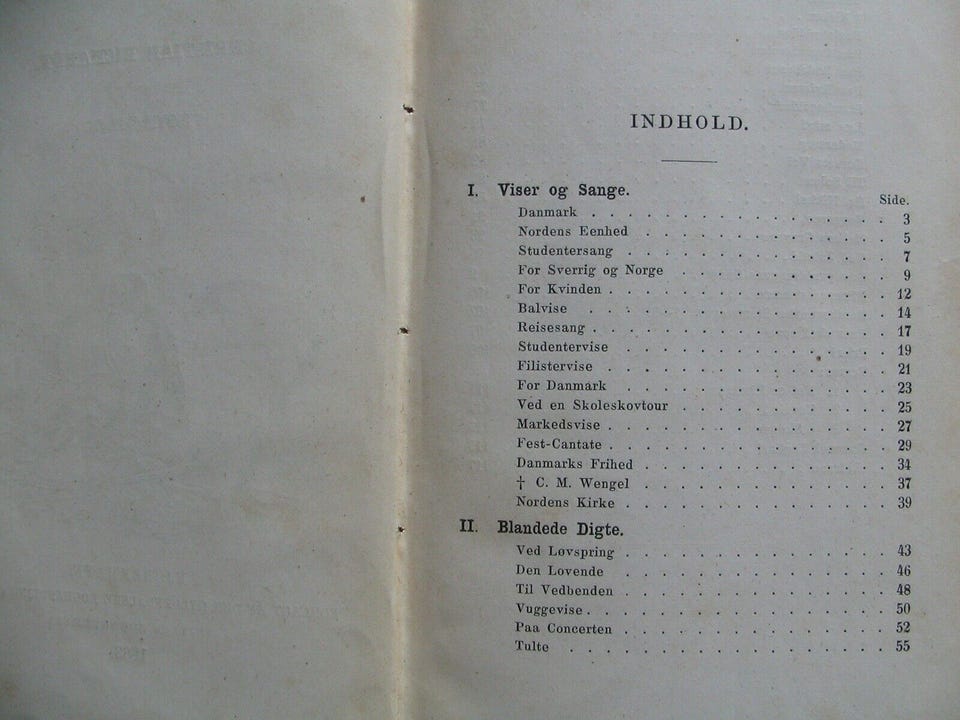 INDHOLD.
I. Viser og Sange.
Side.
Danmark . . . . . . . . . . . . . . . . 3
Nordens Eenhed . . . . . . . . . . . . . 5
Studentersang . . . . . . . . . . . . . . 7
For Sverrig og Norge . . . . . . . . . . . 9
For Kvinden . . . . . . . . . . . . . . . 12
Balvise . . . . . . . . . . . . . . . . 14
Reisesang . . . . . . . . . . . . . . . . 17
Studentervise . . . . . . . . . . . . . . 19
Filistervise . . . . . . . . . . . . . . . 21
For Danmark . . . . . . . . . . . . . . 23
Ved en Skoleskovtour . . . . . . . . . . . 25
Markedsvise . . . . . . . . . . . . . . . 27
Fest-Cantate . . . . . . . . . . . . . . . 29
Danmarks Frihed . . . . . . . . . . . . . 34
† C. M. Wengel . . . . . . . . . . . . . 37
Nordens Kirke . . . . . . . . . . . . . . 39
II. Blandede Digte.
Ved Løvspring . . . . . . . . . . . . . . 43
Den Lovende . . . . . . . . . . . . . . 46
Til Vedbenden . . . . . . . . . . . . . . 48
Vuggevise . . . . . . . . . . . . . . . . 50
Paa Concerten . . . . . . . . . . . . . . 52
Tulte . . . . . . . . . . . . . . . . . 55